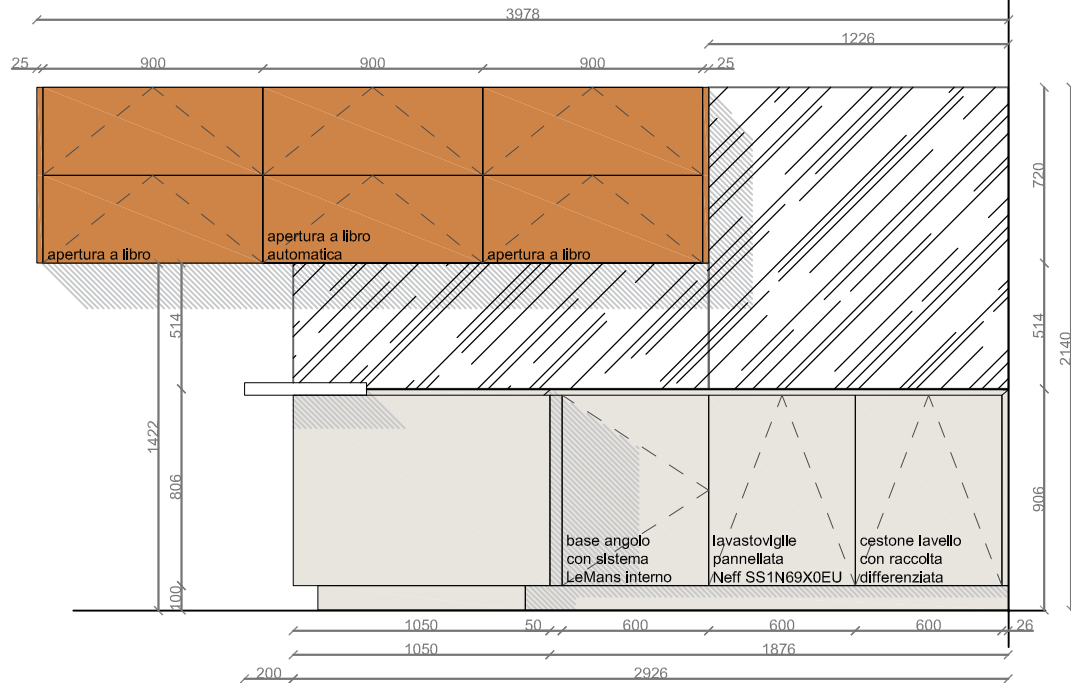 3978
1226
25
900
900
900
25
apertura a libro
apertura a libro
automatica
apertura a libro
720
514
2140
906
514
1422
806
100
base angolo
con sistema
LeMans interno
lavastoviglie
pannellata
Neff SS1N69X0EU
cestone lavello
con raccolta
differenziata
1050
50
600
600
600
26
1050
1876
200
2926